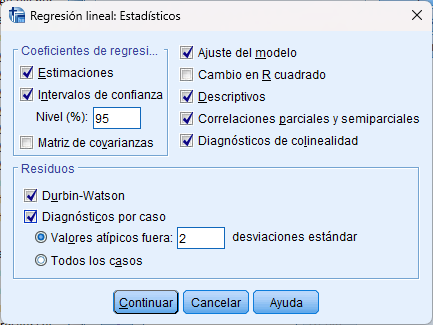 Regresión lineal: Estadísticos
Coeficientes de regresi...
Estimaciones
Intervalos de confianza
Nivel (%): 95
Matriz de covarianzas
Ajuste del modelo
Cambio en R cuadrado
Descriptivos
Correlaciones parciales y semiparciales
Diagnósticos de colinealidad
Residuos
Durbin-Watson
Diagnósticos por caso
Valores atípicos fuera: 2 desviaciones estándar
Todos los casos
Continuar Cancelar Ayuda